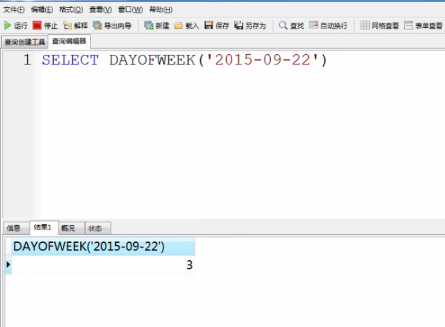 文件(F) 编辑(E) 格式(O) 查看(V) 窗口(W) 帮助(H)
运行 停止 解释 导出向导 新建 载入 保存 另存为 查找 自动换行 网格查看 表单查看
查询创建工具 查询编辑器
1 SELECT DAYOFWEEK('2015-09-22')
信息 结果1 概况 状态
DAYOFWEEK('2015-09-22')
3